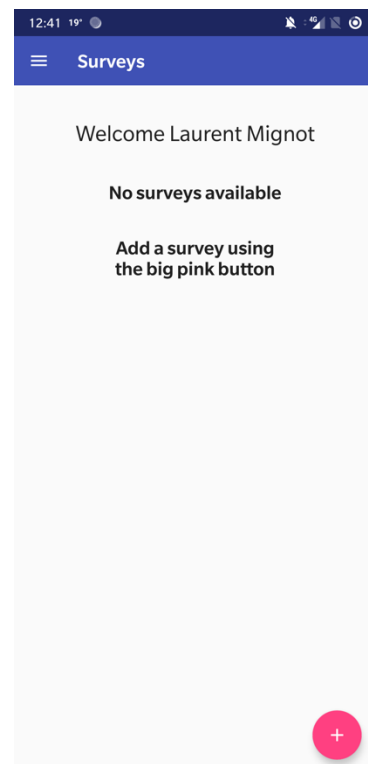 12:41 19°
4G
Surveys
Welcome Laurent Mignot
No surveys available
Add a survey using
the big pink button
+